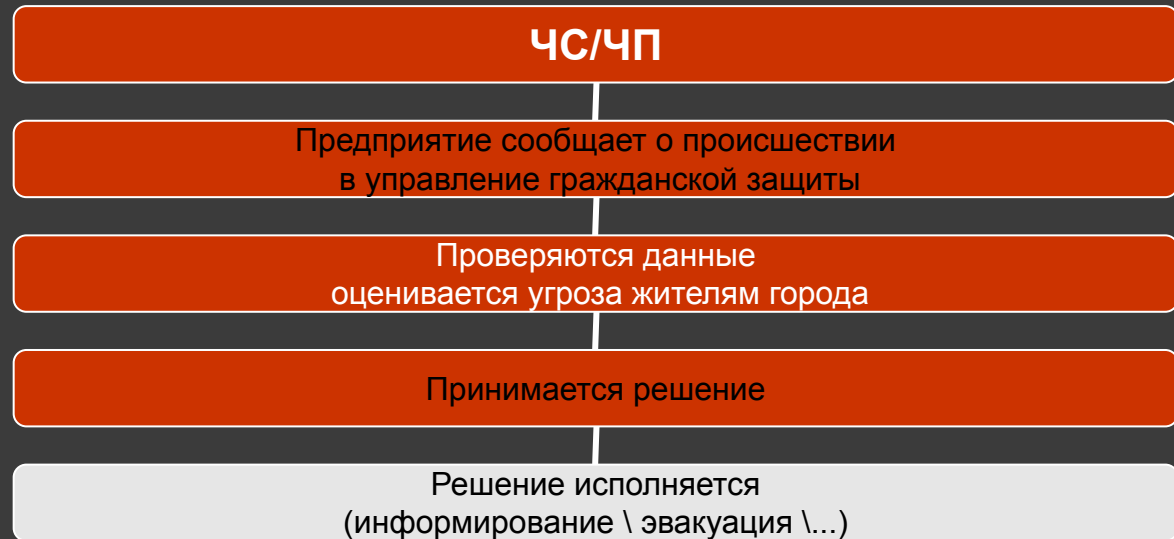 ЧС/ЧП
Предприятие сообщает о происшествии
в управление гражданской защиты
Проверяются данные
оценивается угроза жителям города
Принимается решение
Решение исполняется
(информирование \ эвакуация \...)